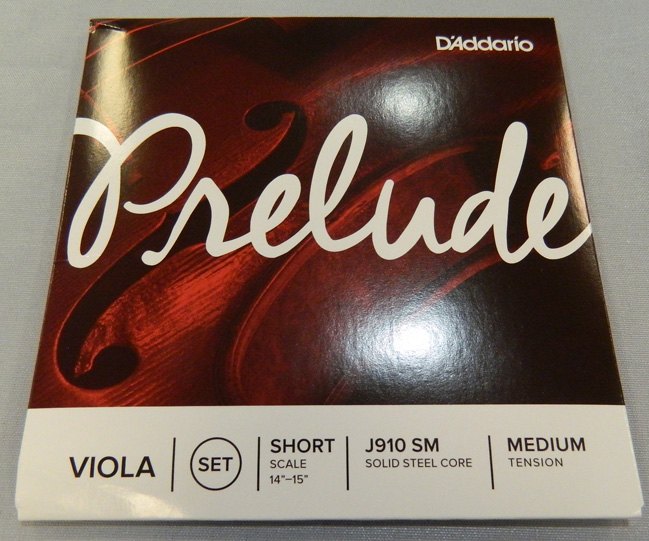 D'Addario
Prelude
VIOLA
SET
SHORT
SCALE
14"–15"
J910 SM
SOLID STEEL CORE
MEDIUM
TENSION